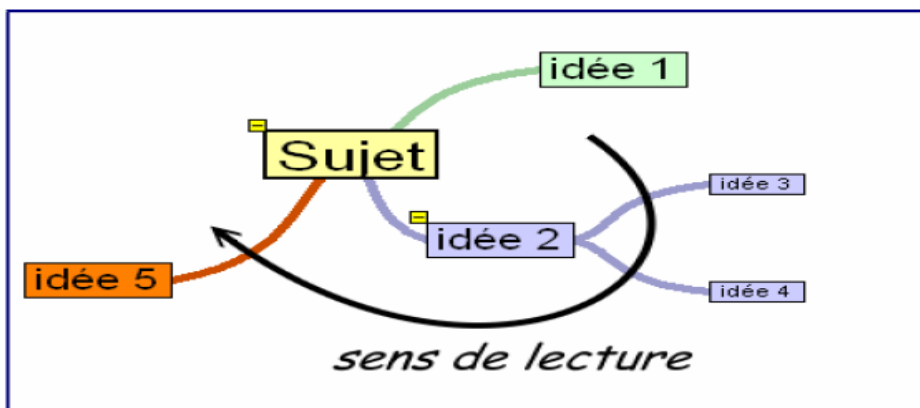 idée 1
Sujet
idée 3
idée 2
idée 4
idée 5
sens de lecture